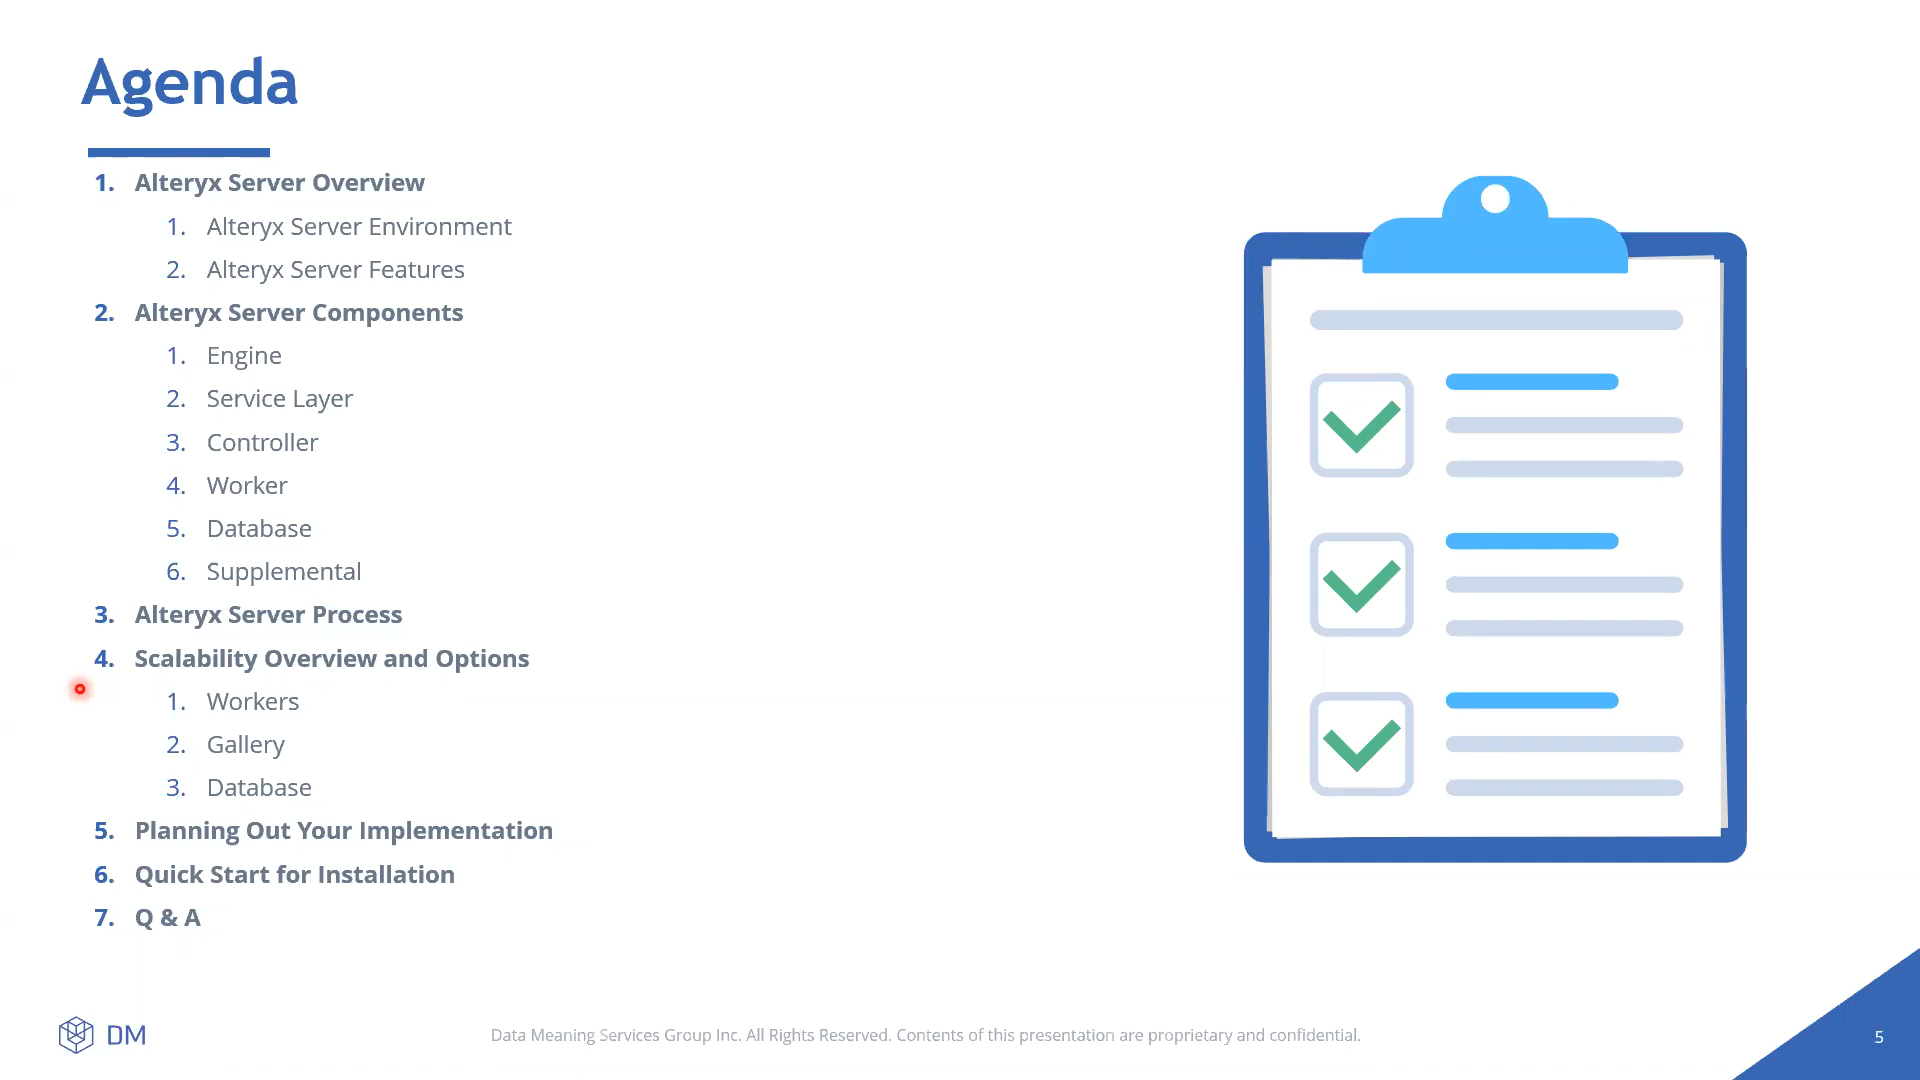 Agenda
1. Alteryx Server Overview
1. Alteryx Server Environment
2. Alteryx Server Features
2. Alteryx Server Components
1. Engine
2. Service Layer
3. Controller
4. Worker
5. Database
6. Supplemental
3. Alteryx Server Process
4. Scalability Overview and Options
1. Workers
2. Gallery
3. Database
5. Planning Out Your Implementation
6. Quick Start for Installation
7. Q & A
DM
Data Meaning Services Group Inc. All Rights Reserved. Contents of this presentation are proprietary and confidential.
5